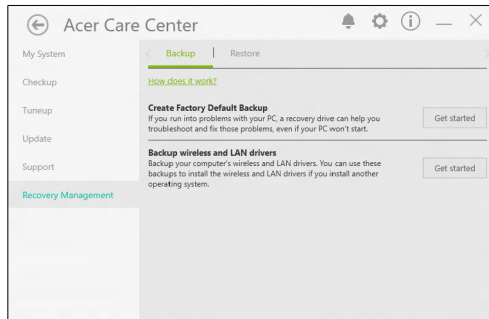 Acer Care Center
My System
Checkup
Tuneup
Update
Support
Recovery Management
Backup
Restore
How does it work?
Create Factory Default Backup
If you run into problems with your PC, a recovery drive can help you
troubleshoot and fix those problems, even if your PC won't start.
Get started
Backup wireless and LAN drivers
Backup your computer's wireless and LAN drivers. You can use these
backups to install the wireless and LAN drivers if you install another
operating system.
Get started